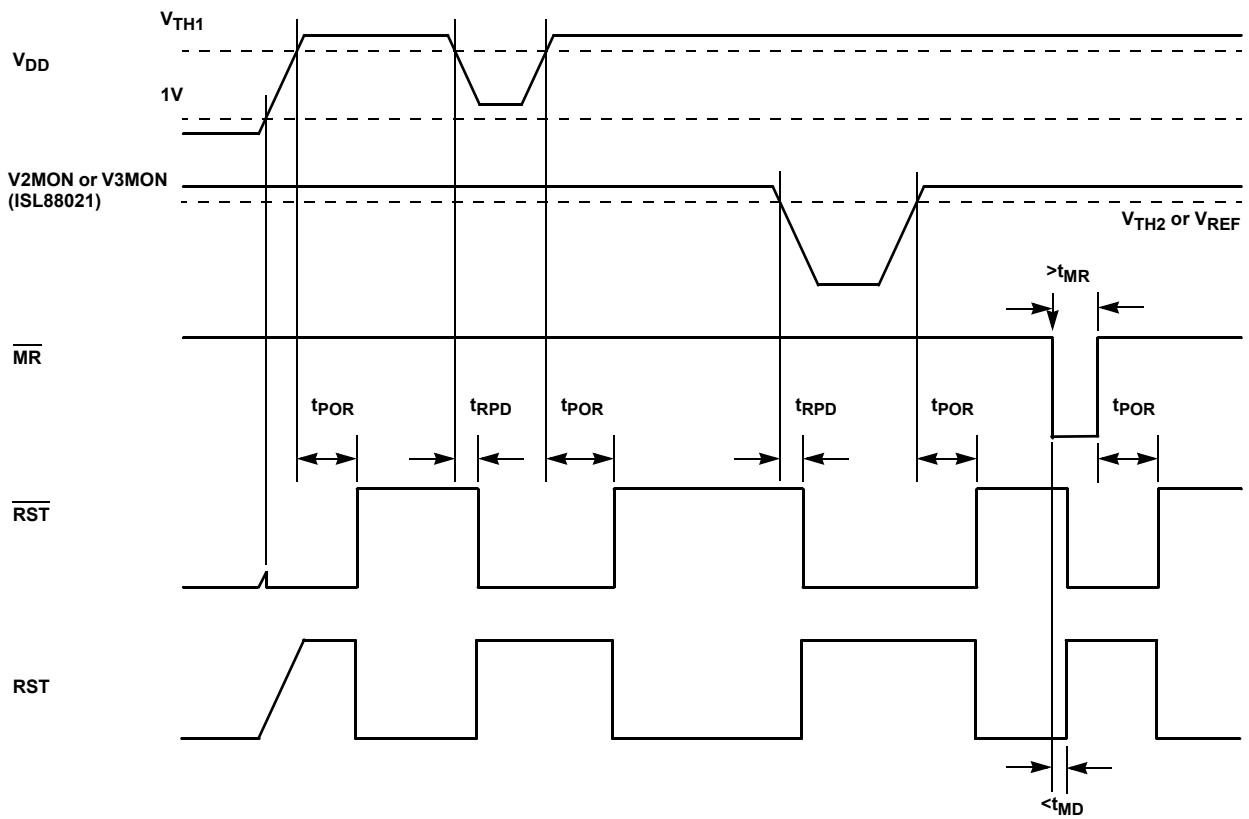 VTH1
VDD
1V
V2MON or V3MON
(ISL88021)
VTH2 or VREF
>tMR
MR
tPOR
tRPD
tPOR
tRPD
tPOR
tPOR
RST
RST
<tMD